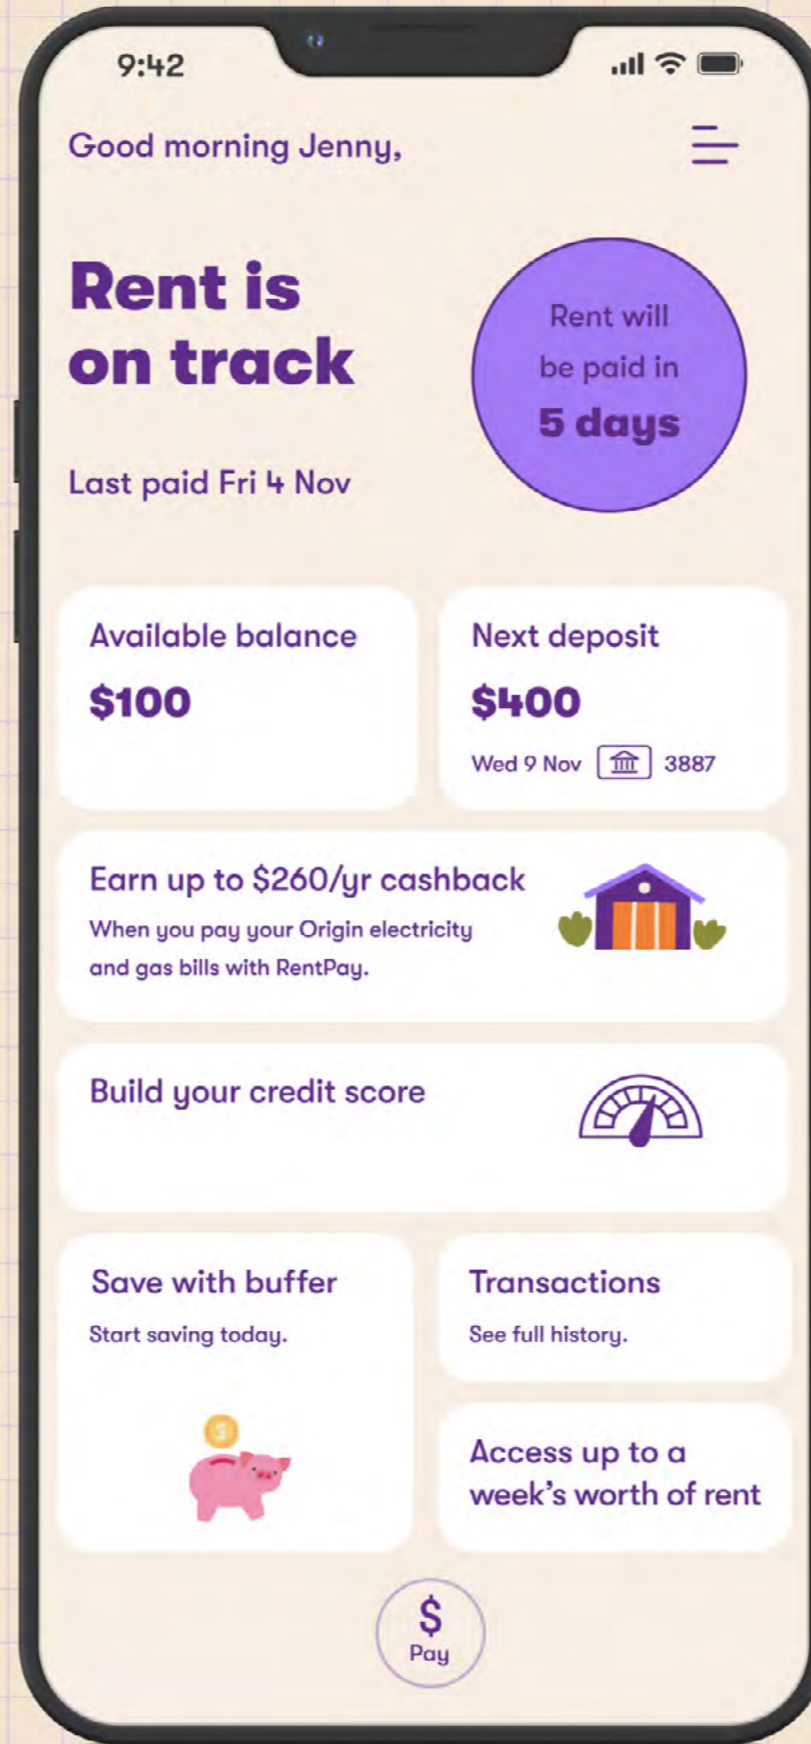 9:42
Good morning Jenny,
Rent is
on track
Last paid Fri 4 Nov
Rent will
be paid in
5 days
Available balance
$100
Next deposit
$400
Wed 9 Nov 3887
Earn up to $260/yr cashback
When you pay your Origin electricity
and gas bills with RentPay.
Build your credit score
Save with buffer
Start saving today.
$
Transactions
See full history.
Access up to a
week's worth of rent
$
Pay